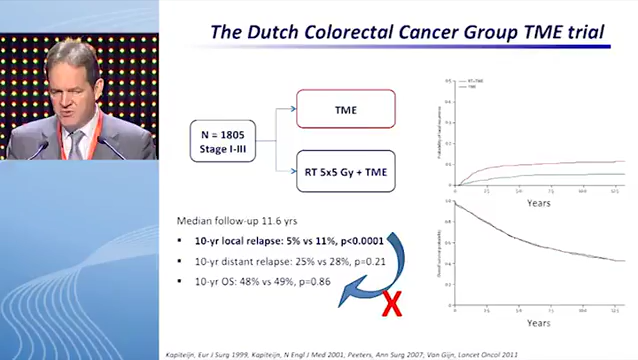 The Dutch Colorectal Cancer Group TME trial
N = 1805
Stage I-III
TME
RT 5x5 Gy + TME
Median follow-up 11.6 yrs
10-yr local relapse: 5% vs 11%, p<0.0001
10-yr distant relapse: 25% vs 28%, p=0.21
10-yr OS: 48% vs 49%, p=0.86
X
RT+TME
TME
Years
Years
Kapiteijn, Eur J Surg 1999, Kapiteijn, N Engl J Med 2001, Peeters, Ann Surg 2007; Van Gijn, Lancet Oncol 2011